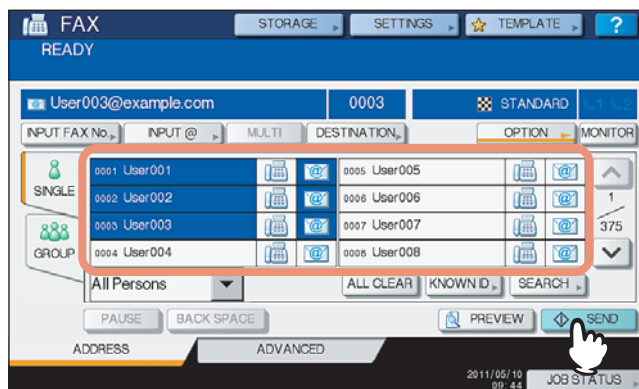 FAX STORAGE SETTINGS TEMPLATE ?
READY
User003@example.com 0003 STANDARD 1 2
INPUT FAX No. INPUT @ MULTI DESTINATION OPTION MONITOR
SINGLE
GROUP
0001 User001 @ 0005 User005 @
0002 User002 @ 0006 User006 @
0003 User003 @ 0007 User007 @
0004 User004 @ 0008 User008 @
1
375
All Persons ALL CLEAR KNOWN ID SEARCH
PAUSE BACK SPACE PREVIEW SEND
ADDRESS ADVANCED
2011/05/10
09:44
JOB STATUS